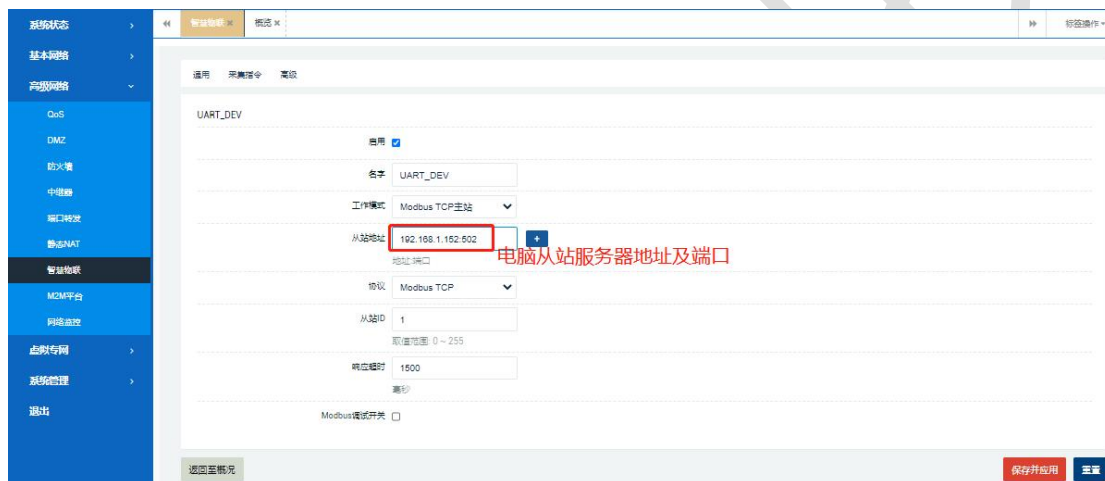 系统状态
基本网络
高级网络
QoS
DMZ
防火墙
中继器
端口转发
静态NAT
智慧物联
M2M平台
网络监控
虚拟专网
系统管理
退出
智慧物联 概览 标签操作
通用 采集指令 高级
UART_DEV
启用
名字 UART_DEV
工作模式 Modbus TCP主站
从站地址 192.168.1.152:502 +
地址:端口
电脑从站服务器地址及端口
协议 Modbus TCP
从站ID 1
取值范围: 0 ~ 255
响应超时 1500
毫秒
Modbus调试开关
返回至概况 保存并应用 重置